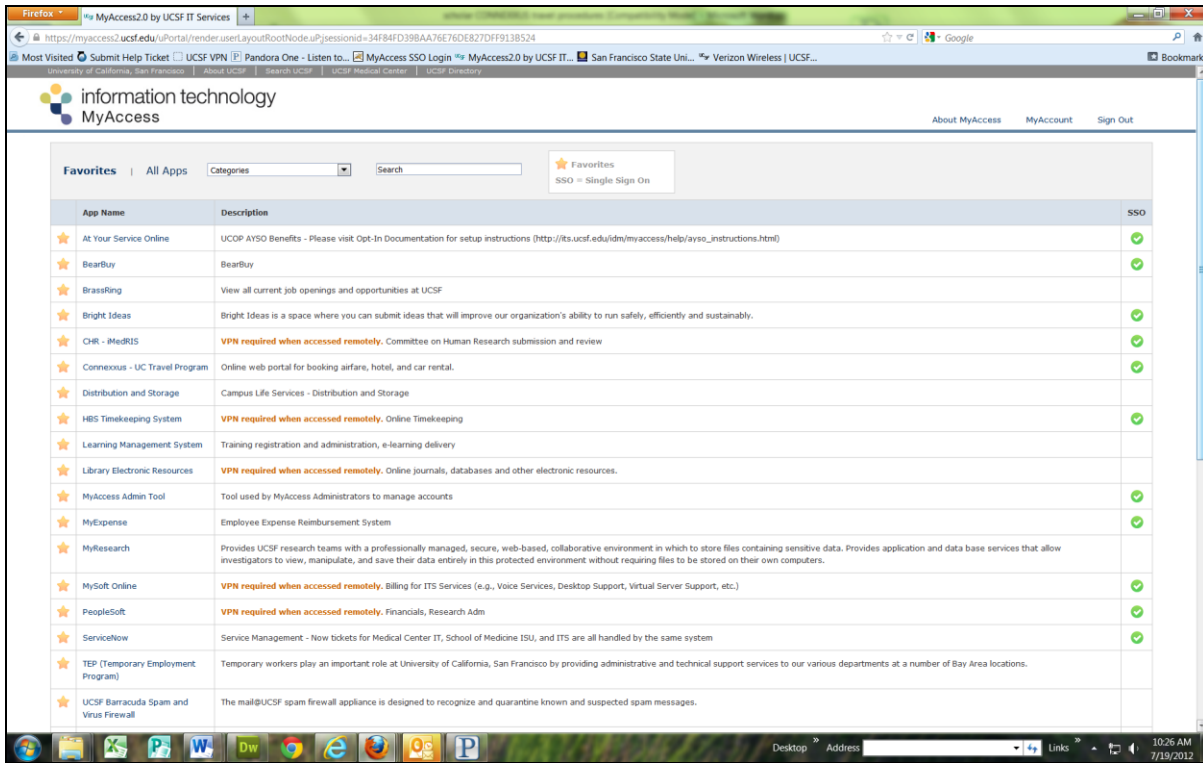 Firefox
MyAccess2.0 by UCSF IT Services
https://myaccess2.ucsf.edu/uPortal/render.userLayoutRootNode.uP;jsessionid=34F84FD39BAA76E76DE827DFF913B524
Google
Most Visited Submit Help Ticket UCSF VPN Pandora One - Listen to... MyAccess SSO Login MyAccess2.0 by UCSF IT... San Francisco State Uni... Verizon Wireless | UCSF... Bookmark
University of California, San Francisco | About UCSF | Search UCSF | UCSF Medical Center | UCSF Directory
information technology
MyAccess
About MyAccess MyAccount Sign Out
Favorites | All Apps Categories Search
Favorites
SSO = Single Sign On
App Name Description SSO
At Your Service Online UCOP AYSO Benefits - Please visit Opt-In Documentation for setup instructions (http://its.ucsf.edu/idm/myaccess/help/ayso_instructions.html)
BearBuy BearBuy
BrassRing View all current job openings and opportunities at UCSF
Bright Ideas Bright Ideas is a space where you can submit ideas that will improve our organization's ability to run safely, efficiently and sustainably.
CHR - iMedRIS VPN required when accessed remotely. Committee on Human Research submission and review
Connexxus - UC Travel Program Online web portal for booking airfare, hotel, and car rental.
Distribution and Storage Campus Life Services - Distribution and Storage
HBS Timekeeping System VPN required when accessed remotely. Online Timekeeping
Learning Management System Training registration and administration, e-learning delivery
Library Electronic Resources VPN required when accessed remotely. Online journals, databases and other electronic resources.
MyAccess Admin Tool Tool used by MyAccess Administrators to manage accounts
MyExpense Employee Expense Reimbursement System
MyResearch Provides UCSF research teams with a professionally managed, secure, web-based, collaborative environment in which to store files containing sensitive data. Provides application and data base services that allow
investigators to view, manipulate, and save their data entirely in this protected environment without requiring files to be stored on their own computers.
MySoft Online VPN required when accessed remotely. Billing for ITS Services (e.g., Voice Services, Desktop Support, Virtual Server Support, etc.)
PeopleSoft VPN required when accessed remotely. Financials, Research Adm
ServiceNow Service Management - Now tickets for Medical Center IT, School of Medicine ISU, and ITS are all handled by the same system
TEP (Temporary Employment Temporary workers play an important role at University of California, San Francisco by providing administrative and technical support services to our various departments at a number of Bay Area locations.
Program)
UCSF Barracuda Spam and The mail@UCSF spam firewall appliance is designed to recognize and quarantine known and suspected spam messages.
Virus Firewall
Dw
Desktop » Address Links »
10:26 AM
7/19/2012